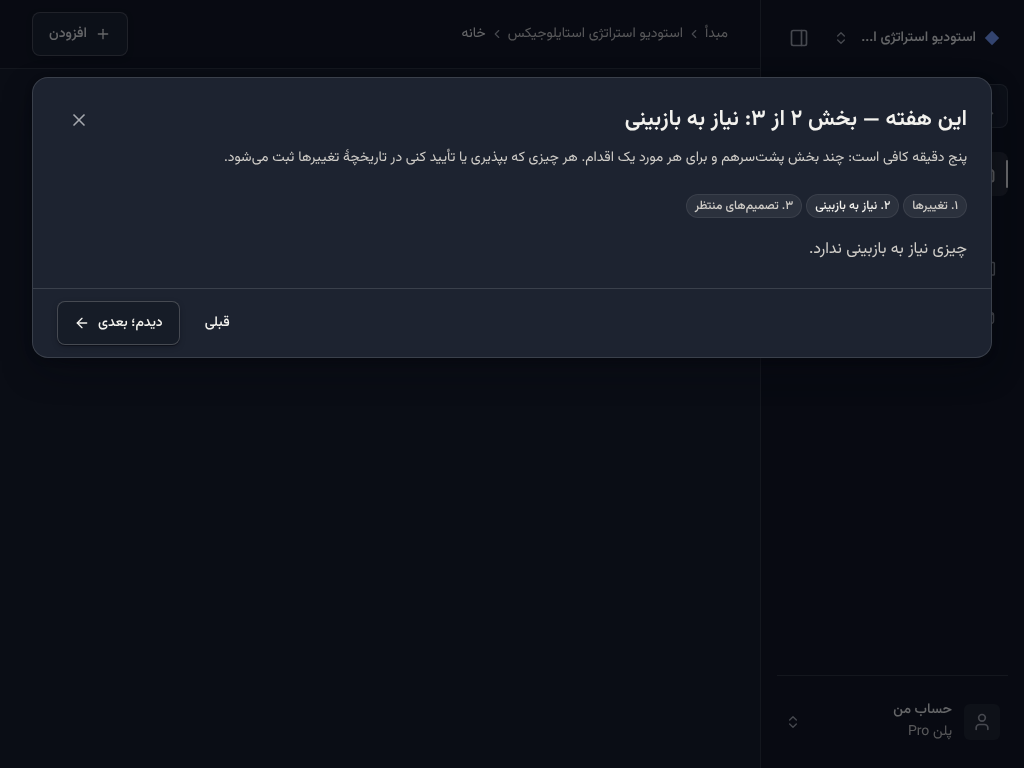 استودیو استراتژی ا...
مبدأ › استودیو استراتژی استایلوجیکس › خانه
افزودن
این هفته — بخش ۲ از ۳: نیاز به بازبینی
پنج دقیقه کافی است: چند بخش پشت‌سرهم و برای هر مورد یک اقدام. هر چیزی که بپذیری یا تأیید کنی در تاریخچهٔ تغییرها ثبت می‌شود.
۱. تغییرها
۲. نیاز به بازبینی
۳. تصمیم‌های منتظر
چیزی نیاز به بازبینی ندارد.
قبلی
دیدم؛ بعدی
حساب من
پلن Pro